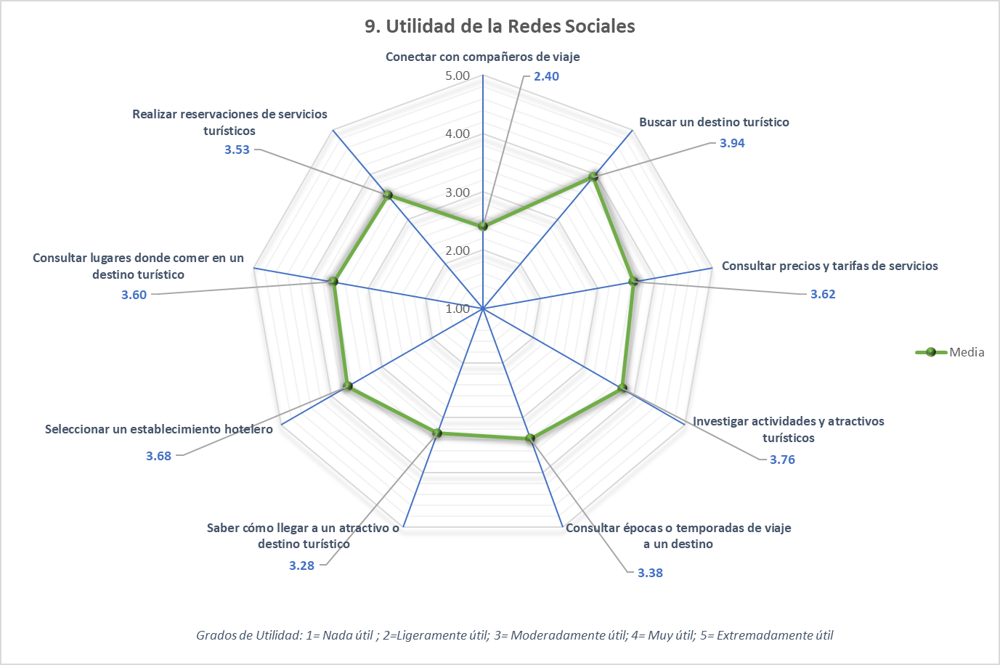 9. Utilidad de la Redes Sociales
Conectar con compañeros de viaje
2.40
5.00
4.00
3.00
2.00
1.00
Buscar un destino turístico
3.94
Consultar precios y tarifas de servicios
3.62
Investigar actividades y atractivos
turísticos
3.76
Consultar épocas o temporadas de viaje
a un destino
3.38
Saber cómo llegar a un atractivo o
destino turístico
3.28
Seleccionar un establecimiento hotelero
3.68
Consultar lugares donde comer en un
destino turístico
3.60
Realizar reservaciones de servicios
turísticos
3.53
Media
Grados de Utilidad: 1= Nada útil ; 2=Ligeramente útil; 3= Moderadamente útil; 4= Muy útil; 5= Extremadamente útil